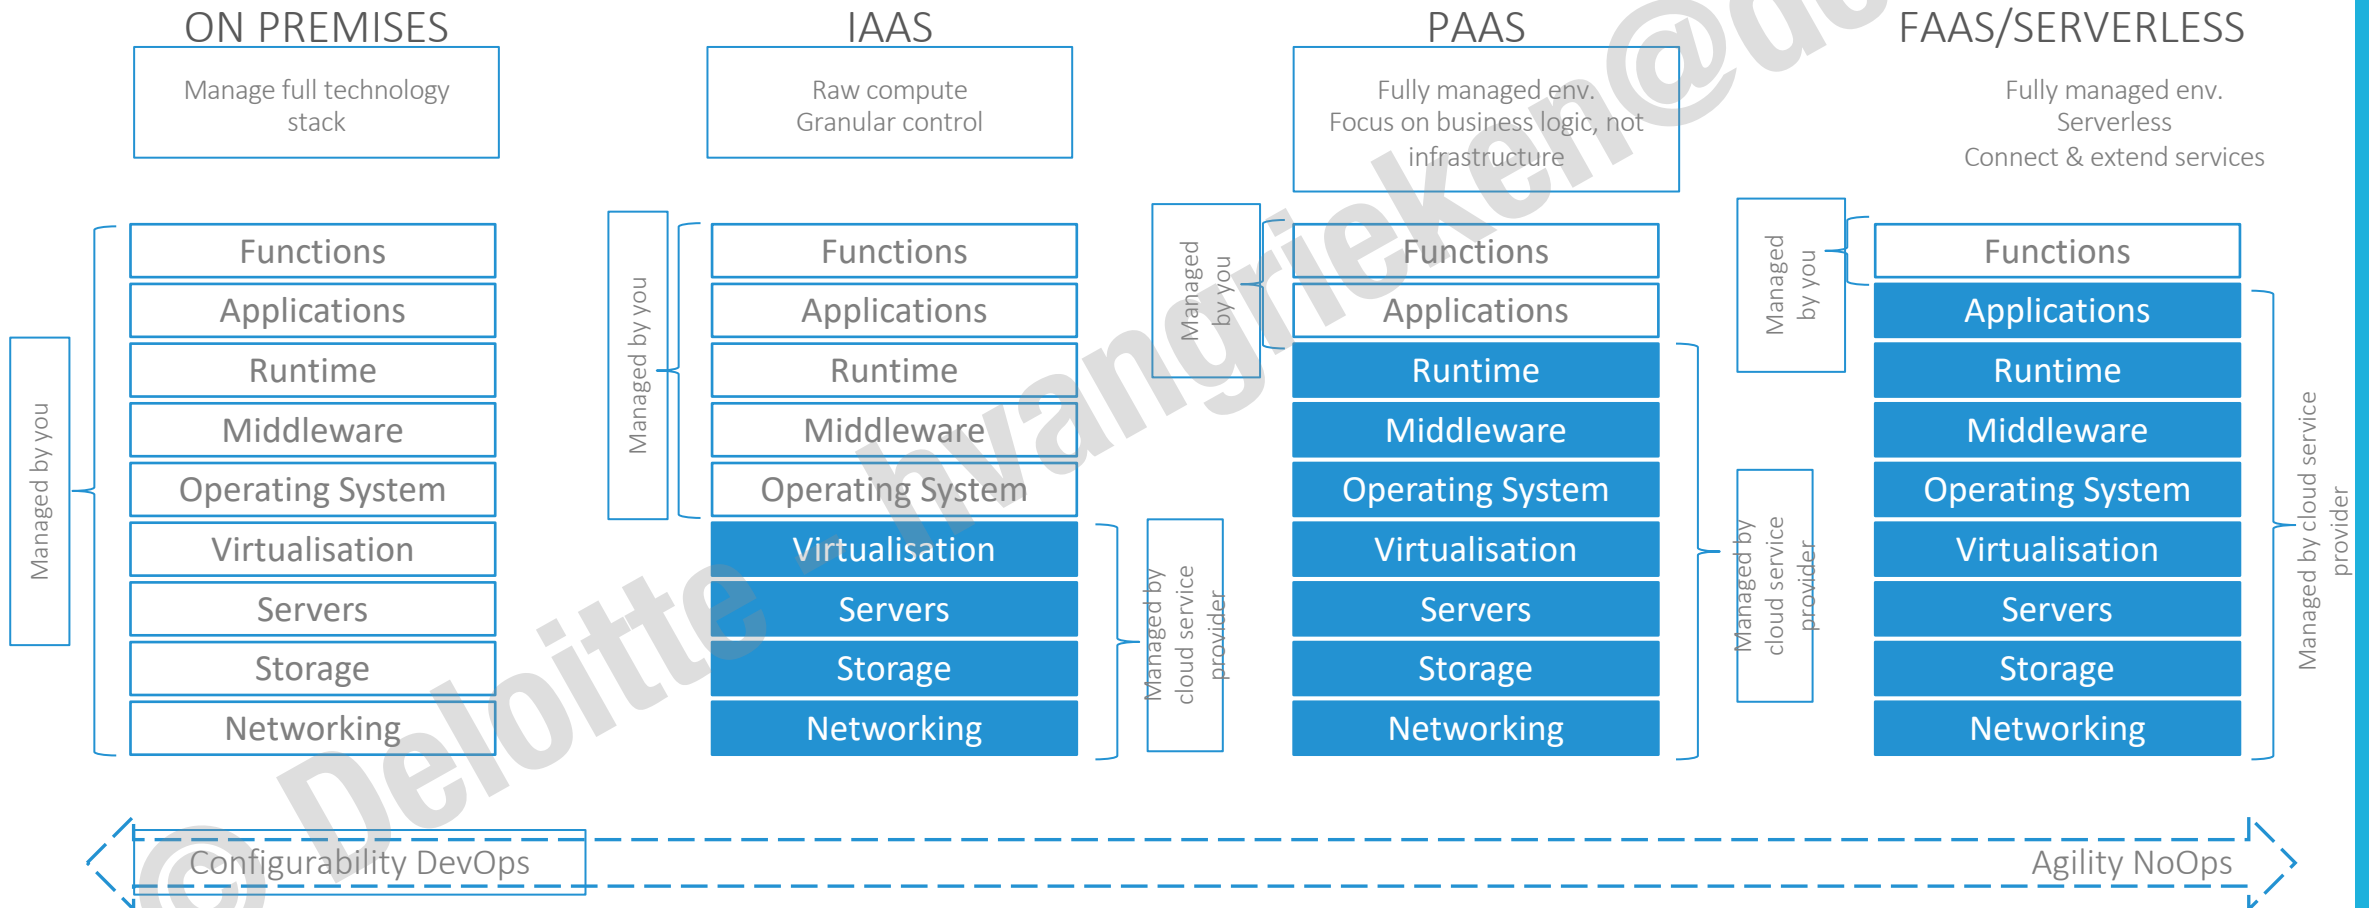 ON PREMISES
Manage full technology
stack
Managed by you
Functions
Applications
Runtime
Middleware
Operating System
Virtualisation
Servers
Storage
Networking
IAAS
Raw compute
Granular control
Managed by you
Functions
Applications
Runtime
Middleware
Operating System
Virtualisation
Servers
Storage
Networking
Managed by
cloud service
provider
PAAS
Fully managed env.
Focus on business logic, not
infrastructure
Managed
by you
Functions
Applications
Runtime
Middleware
Operating System
Virtualisation
Servers
Storage
Networking
Managed by
cloud service
provider
FAAS/SERVERLESS
Fully managed env.
Serverless
Connect & extend services
Managed
by you
Functions
Applications
Runtime
Middleware
Operating System
Virtualisation
Servers
Storage
Networking
Managed by cloud service
provider
Configurability DevOps
Agility NoOps
© Deloitte - hvangrieken@